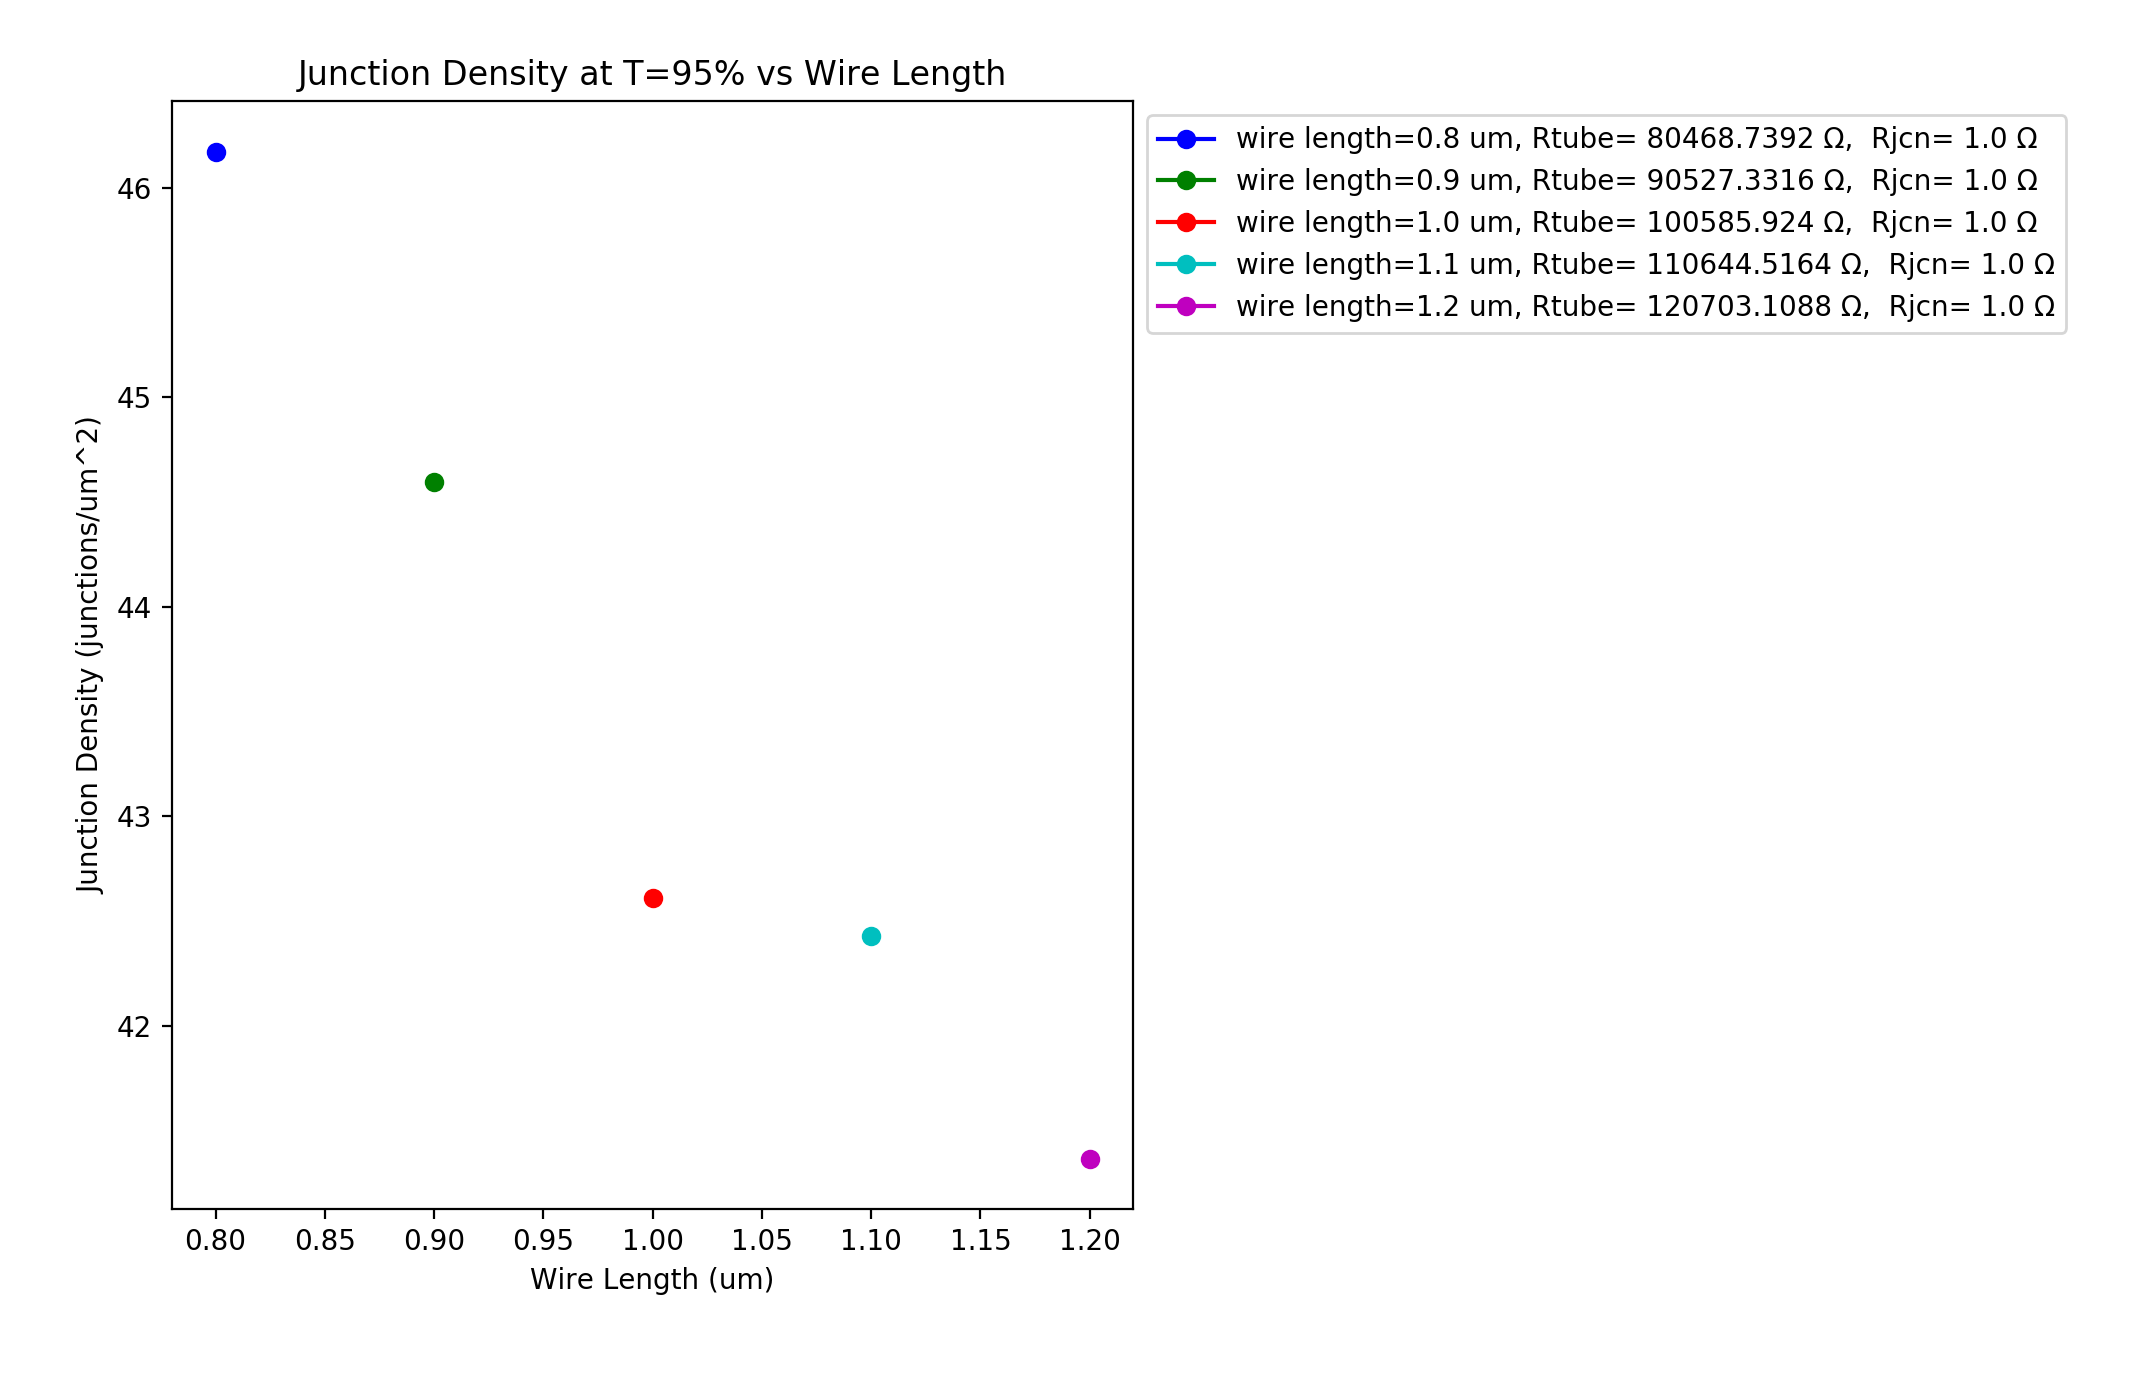 Junction Density at T=95% vs Wire Length
wire length=0.8 um, Rtube= 80468.7392 Ω,  Rjcn= 1.0 Ω
wire length=0.9 um, Rtube= 90527.3316 Ω,  Rjcn= 1.0 Ω
wire length=1.0 um, Rtube= 100585.924 Ω,  Rjcn= 1.0 Ω
wire length=1.1 um, Rtube= 110644.5164 Ω,  Rjcn= 1.0 Ω
wire length=1.2 um, Rtube= 120703.1088 Ω,  Rjcn= 1.0 Ω
Junction Density (junctions/um^2)
46
45
44
43
42
0.80 0.85 0.90 0.95 1.00 1.05 1.10 1.15 1.20
Wire Length (um)